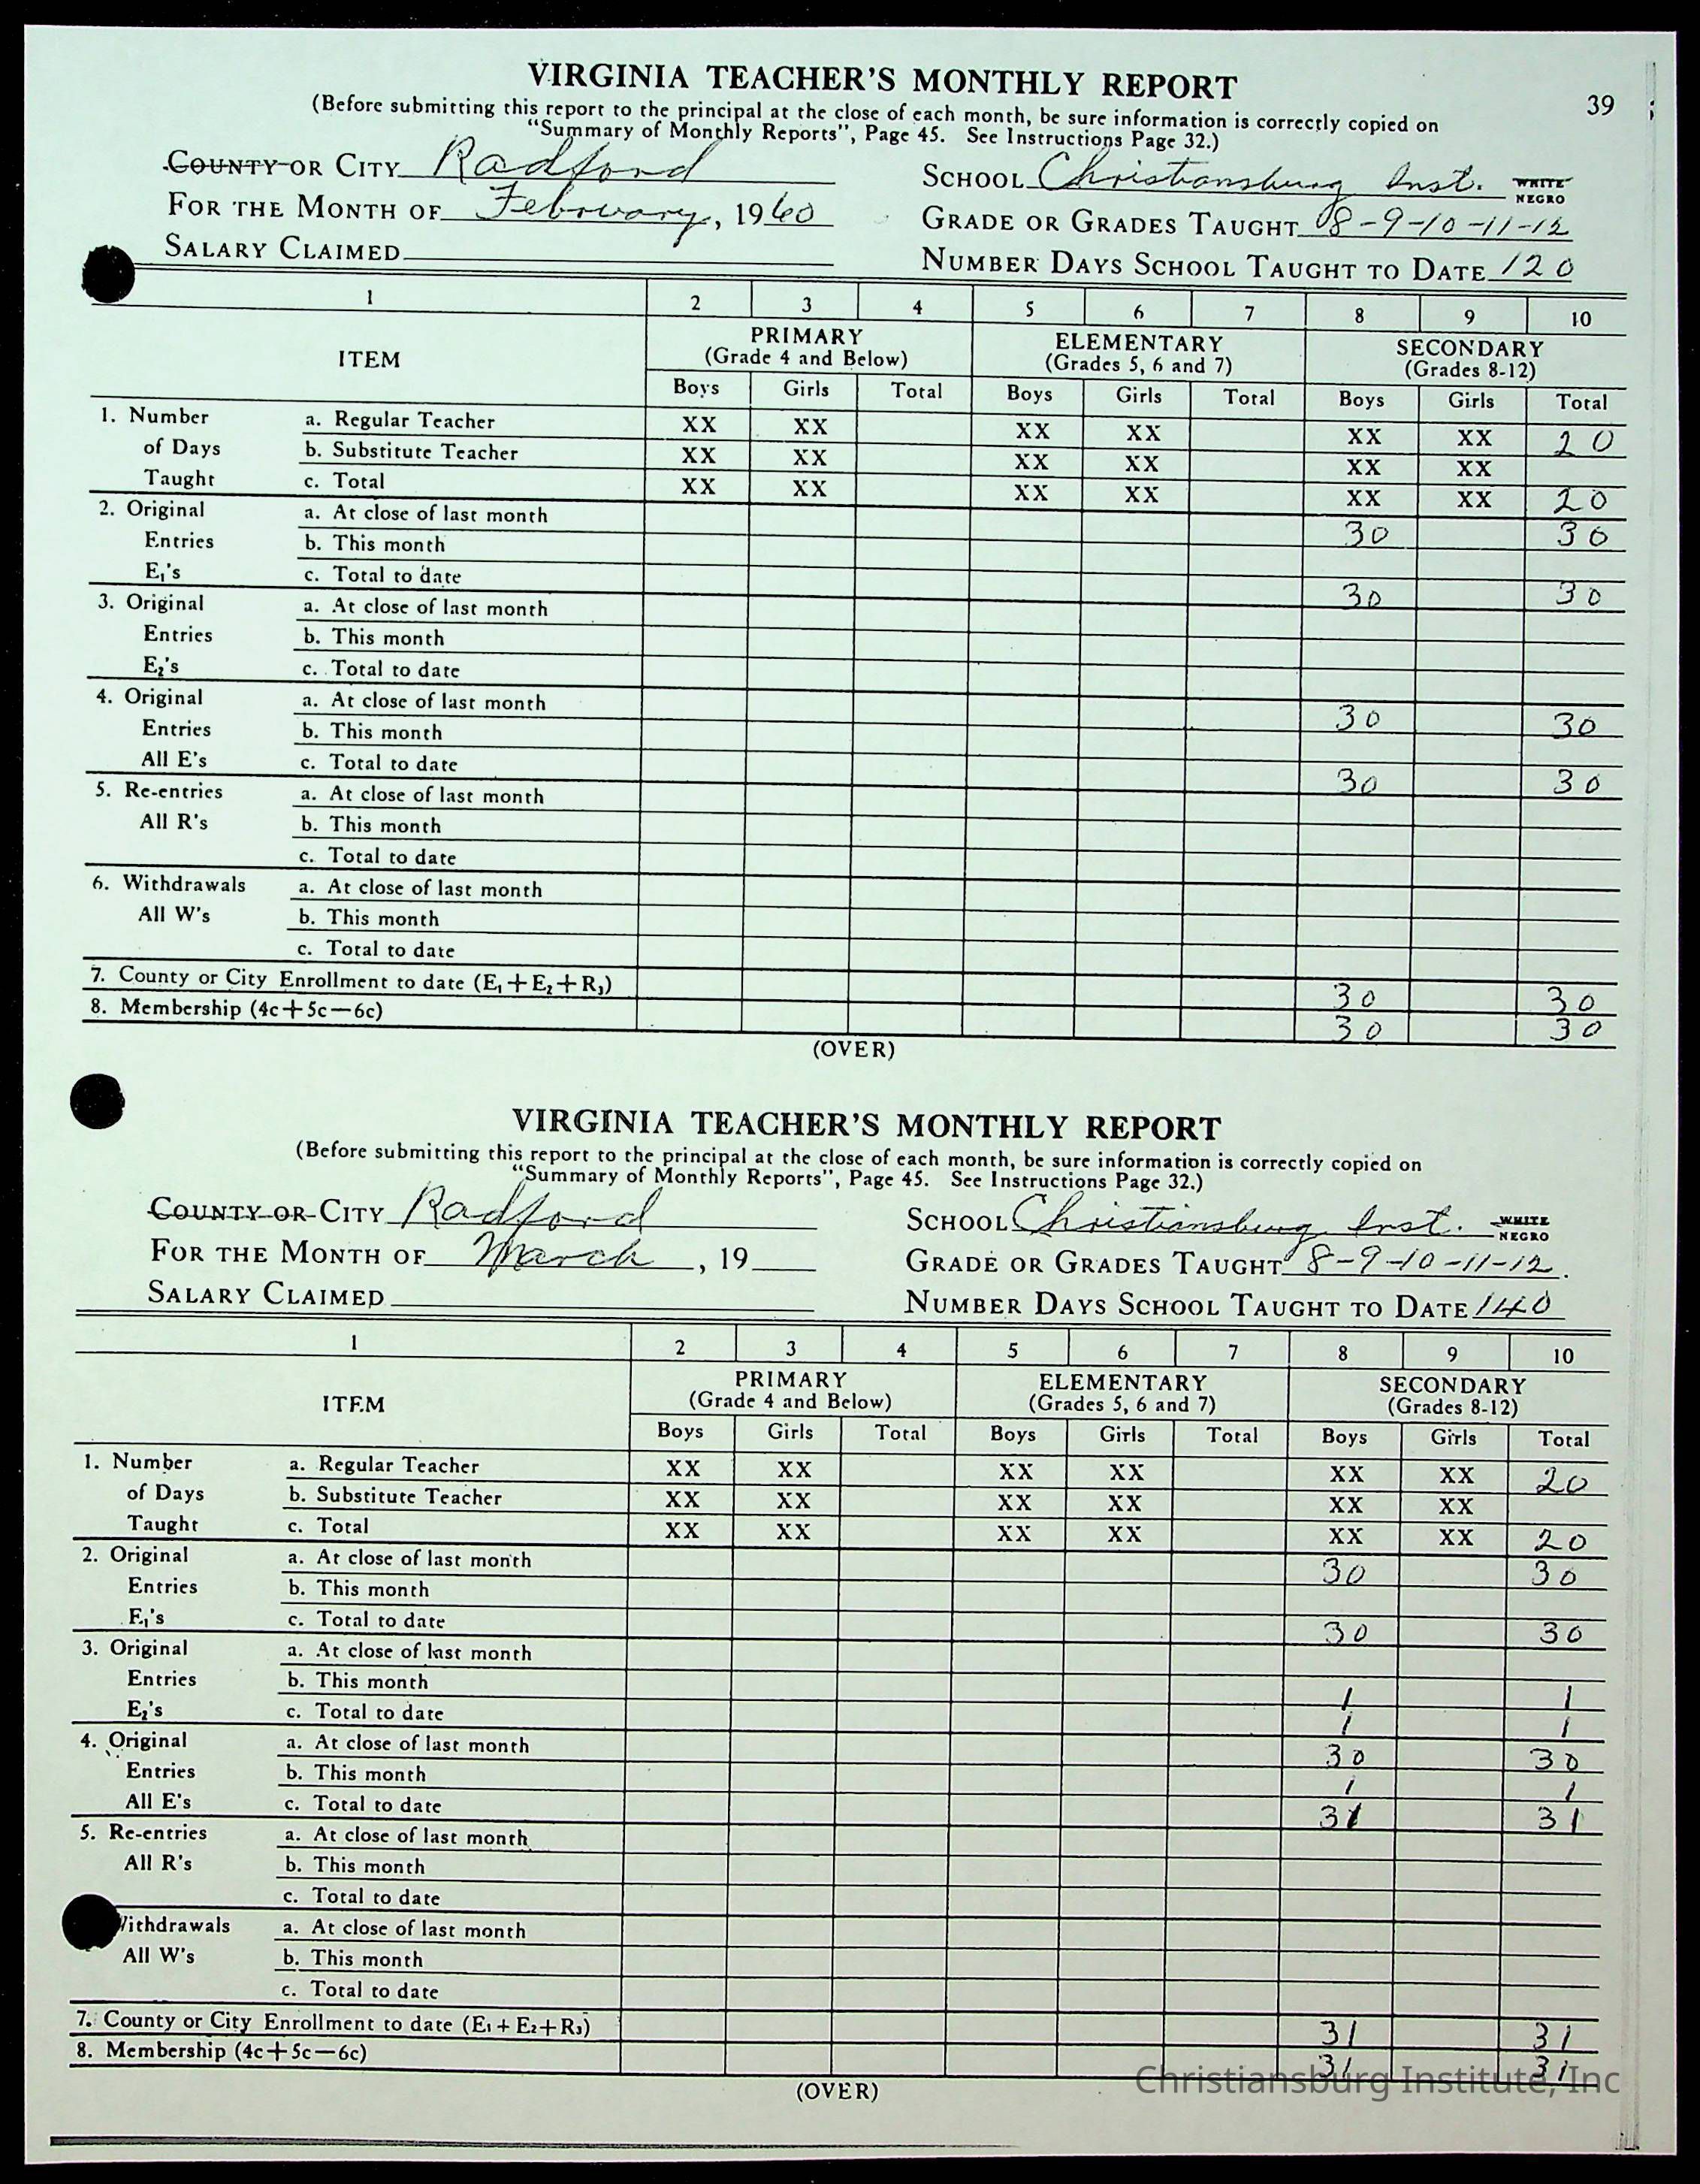 39
VIRGINIA TEACHER'S MONTHLY REPORT
(Before submitting this report to the principal at the close of each month, be sure information is correctly copied on
"Summary of Monthly Reports", Page 45. See Instructions Page 32.)
COUNTY OR CITY Radford
SCHOOL Christiansburg Inst. WHITE NEGRO
FOR THE MONTH OF February, 1960
GRADE OR GRADES TAUGHT 8-9-10-11-12
SALARY CLAIMED
NUMBER DAYS SCHOOL TAUGHT TO DATE 120
1 2 3 4 5 6 7 8 9 10
ITEM
PRIMARY ELEMENTARY SECONDARY
(Grade 4 and Below) (Grades 5, 6 and 7) (Grades 8-12)
Boys Girls Total Boys Girls Total Boys Girls Total
1. Number a. Regular Teacher XX XX XX XX XX XX 20
of Days b. Substitute Teacher XX XX XX XX XX XX
Taught c. Total XX XX XX XX XX XX 20
2. Original a. At close of last month 30 30
Entries b. This month
E₁'s c. Total to date 30 30
3. Original a. At close of last month
Entries b. This month
E₂'s c. Total to date
4. Original a. At close of last month 30 30
Entries b. This month
All E's c. Total to date 30 30
5. Re-entries a. At close of last month
All R's b. This month
c. Total to date
6. Withdrawals a. At close of last month
All W's b. This month
c. Total to date
7. County or City Enrollment to date (E₁+E₂+R₃) 30 30
8. Membership (4c+5c—6c) 30 30
(OVER)
VIRGINIA TEACHER'S MONTHLY REPORT
(Before submitting this report to the principal at the close of each month, be sure information is correctly copied on
"Summary of Monthly Reports", Page 45. See Instructions Page 32.)
COUNTY OR CITY Radford
SCHOOL Christiansburg Inst. WHITE NEGRO
FOR THE MONTH OF March, 19
GRADE OR GRADES TAUGHT 8-9-10-11-12.
SALARY CLAIMED
NUMBER DAYS SCHOOL TAUGHT TO DATE 140
1 2 3 4 5 6 7 8 9 10
ITEM
PRIMARY ELEMENTARY SECONDARY
(Grade 4 and Below) (Grades 5, 6 and 7) (Grades 8-12)
Boys Girls Total Boys Girls Total Boys Girls Total
1. Number a. Regular Teacher XX XX XX XX XX XX 20
of Days b. Substitute Teacher XX XX XX XX XX XX
Taught c. Total XX XX XX XX XX XX 20
2. Original a. At close of last month 30 30
Entries b. This month
E₁'s c. Total to date 30 30
3. Original a. At close of last month
Entries b. This month 1 1
E₂'s c. Total to date 1 1
4. Original a. At close of last month 30 30
Entries b. This month 1 1
All E's c. Total to date 31 31
5. Re-entries a. At close of last month
All R's b. This month
c. Total to date
ithdrawals a. At close of last month
All W's b. This month
c. Total to date
7. County or City Enrollment to date (E₁+E₂+R₃) 31 31
8. Membership (4c+5c—6c) 31 31
(OVER)
Christiansburg Institute, Inc